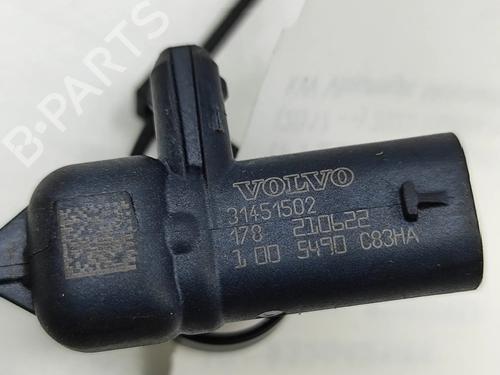 B-PARTS
VOLVO
31451502
178 210622
1 00 5490 C83HA